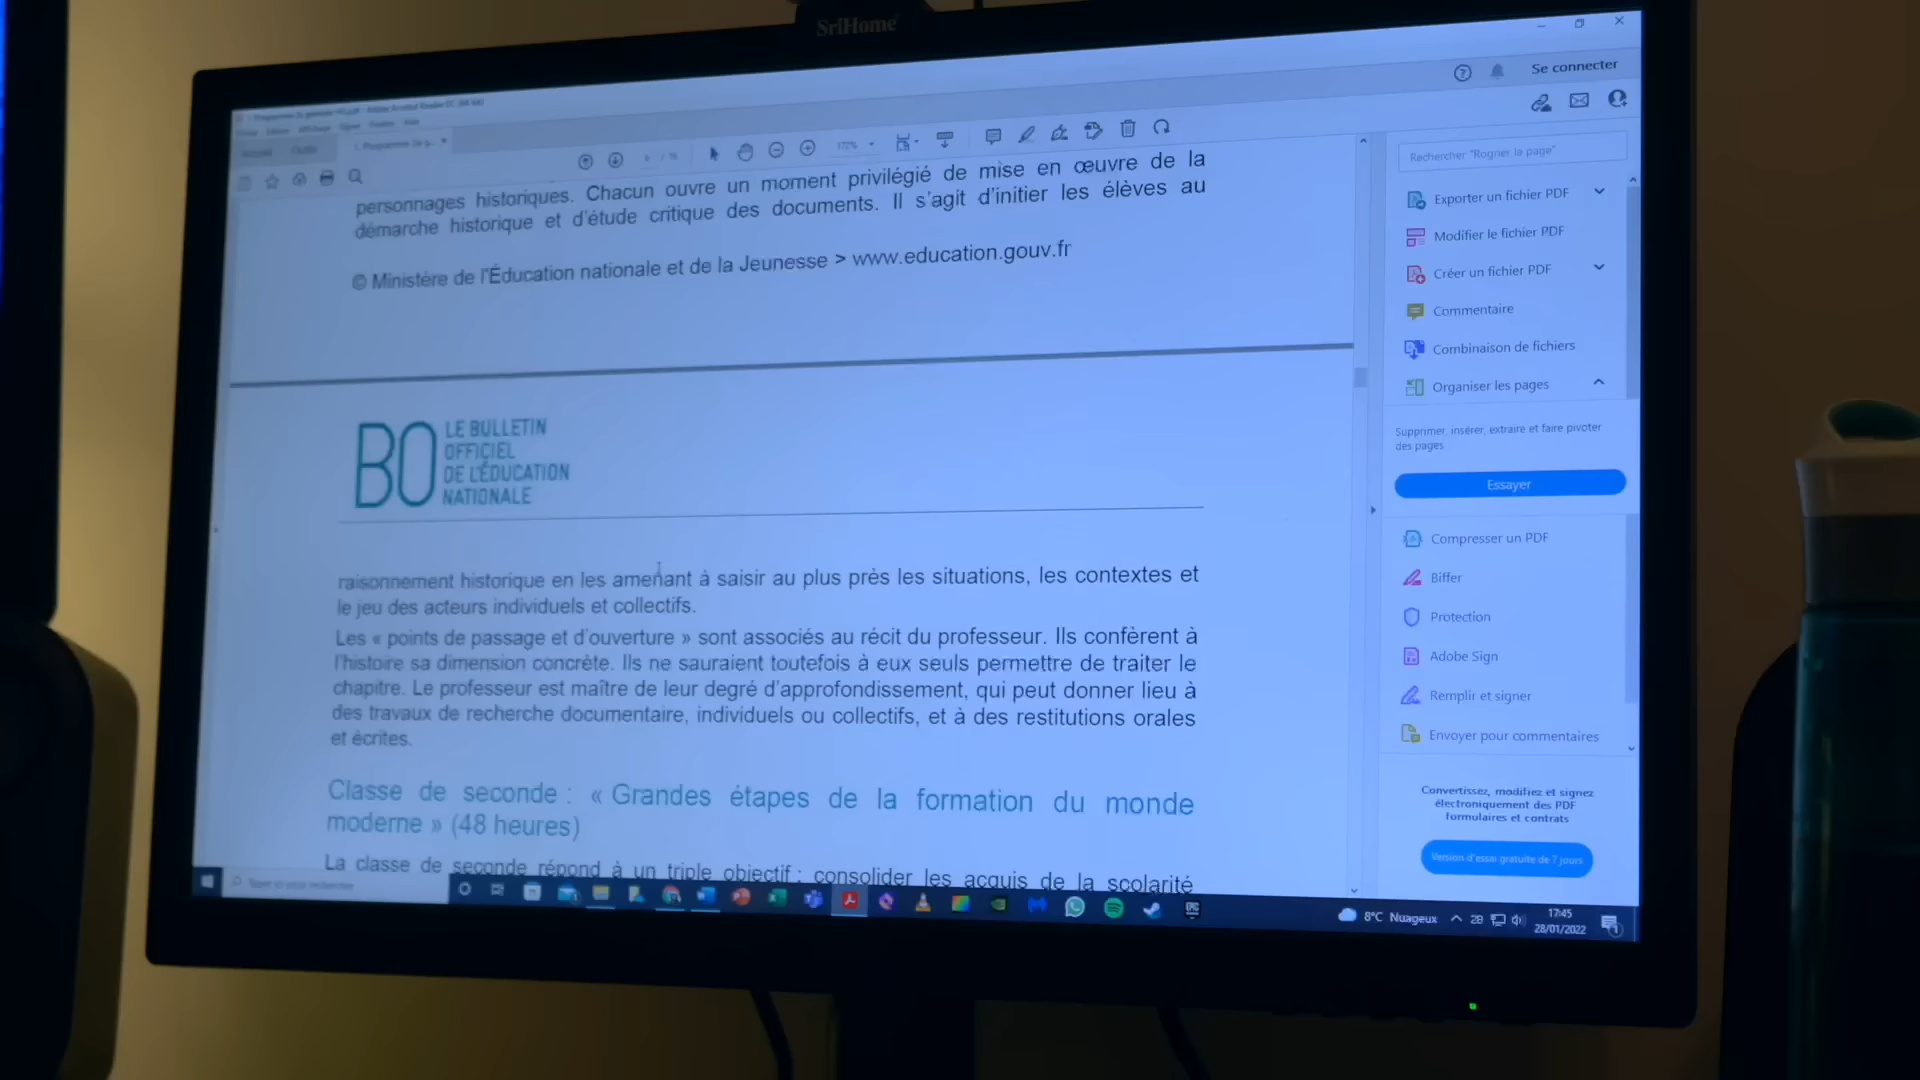 SriHome
Se connecter
1. Programme 2e g...
172%
Rechercher "Rogner la page"
personnages historiques. Chacun ouvre un moment privilégié de mise en œuvre de la
démarche historique et d'étude critique des documents. Il s'agit d'initier les élèves au
© Ministère de l'Éducation nationale et de la Jeunesse > www.education.gouv.fr
BO
LE BULLETIN
OFFICIEL
DE L'ÉDUCATION
NATIONALE
raisonnement historique en les amenant à saisir au plus près les situations, les contextes et
le jeu des acteurs individuels et collectifs.
Les « points de passage et d'ouverture » sont associés au récit du professeur. Ils confèrent à
l'histoire sa dimension concrète. Ils ne sauraient toutefois à eux seuls permettre de traiter le
chapitre. Le professeur est maître de leur degré d'approfondissement, qui peut donner lieu à
des travaux de recherche documentaire, individuels ou collectifs, et à des restitutions orales
et écrites.
Classe de seconde : « Grandes étapes de la formation du monde
moderne » (48 heures)
La classe de seconde répond à un triple objectif : consolider les acquis de la scolarité
Exporter un fichier PDF
Modifier le fichier PDF
Créer un fichier PDF
Commentaire
Combinaison de fichiers
Organiser les pages
Supprimer, insérer, extraire et faire pivoter
des pages
Essayer
Compresser un PDF
Biffer
Protection
Adobe Sign
Remplir et signer
Envoyer pour commentaires
Convertissez, modifiez et signez
électroniquement des PDF
formulaires et contrats
Version d'essai gratuite de 7 jours
8°C Nuageux
17:45
28/01/2022